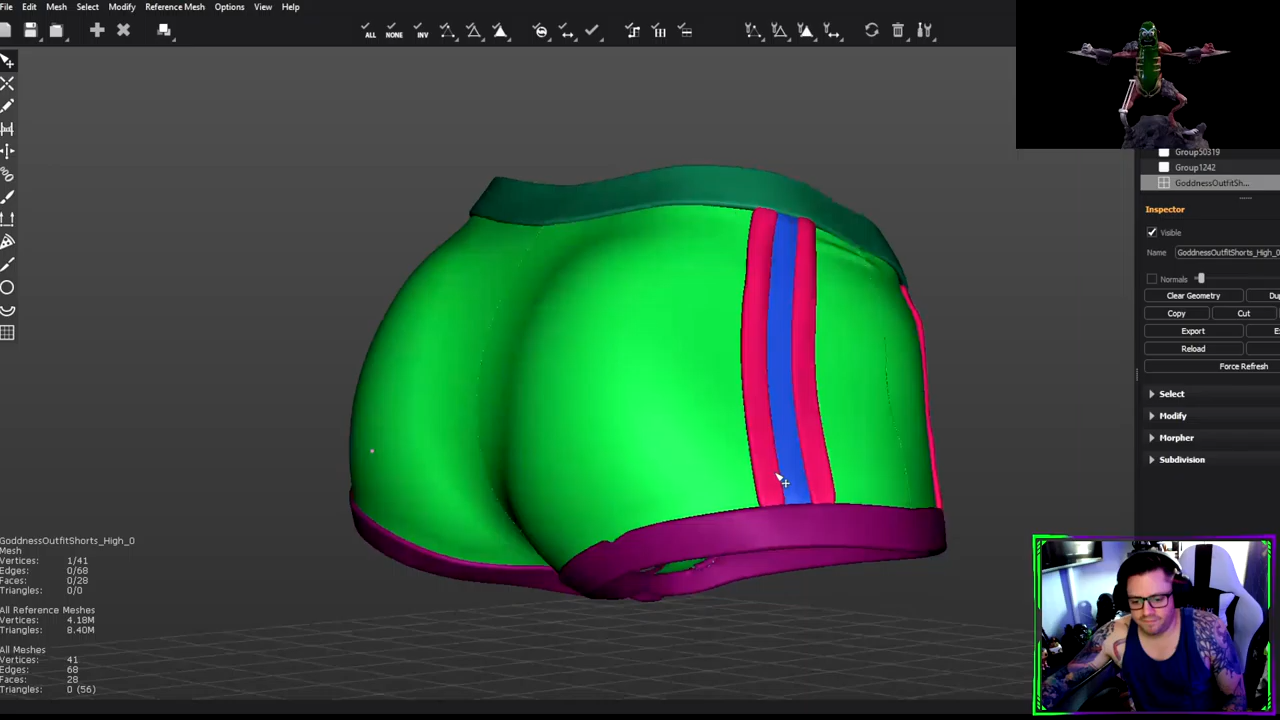 File Edit Mesh Select Modify Reference Mesh Options View Help
ALL NONE INV
Group50319
Group1242
GoddnessOutfitSh...
Inspector
Visible
Name GoddnessOutfitShorts_High_0
Normals
Clear Geometry Du
Copy Cut
Export E
Reload
Force Refresh
Select
Modify
Morpher
Subdivision
GoddnessOutfitShorts_High_0
Mesh
Vertices: 1/41
Edges: 0/68
Faces: 0/28
Triangles: 0/0
All Reference Meshes
Vertices: 4.18M
Triangles: 8.40M
All Meshes
Vertices: 41
Edges: 68
Faces: 28
Triangles: 0 (56)